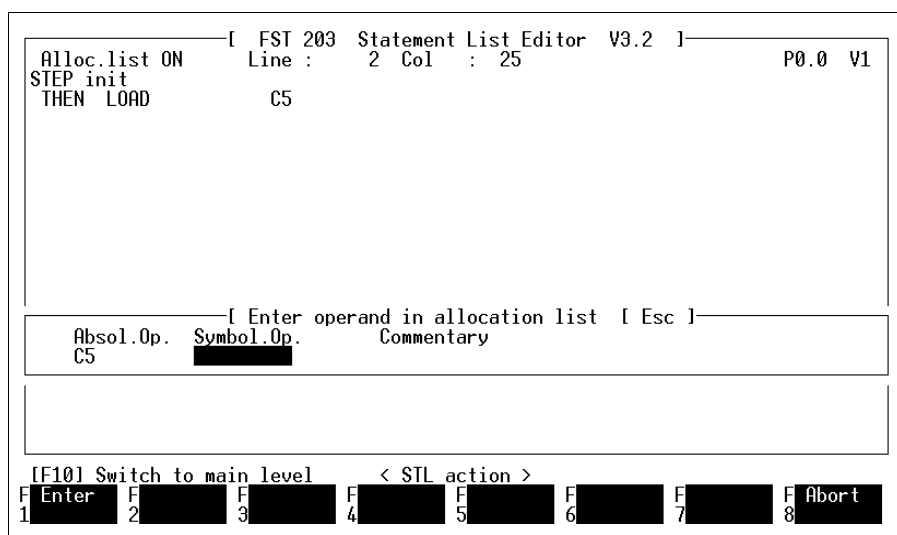 [ FST 203 Statement List Editor V3.2 ]
Alloc.list ON Line : 2 Col : 25 P0.0 V1
STEP init
THEN LOAD C5
[ Enter operand in allocation list [ Esc ]
Absol.Op. Symbol.Op. Commentary
C5
[F10] Switch to main level < STL action >
F1 Enter F2 F3 F4 F5 F6 F7 F8 Abort